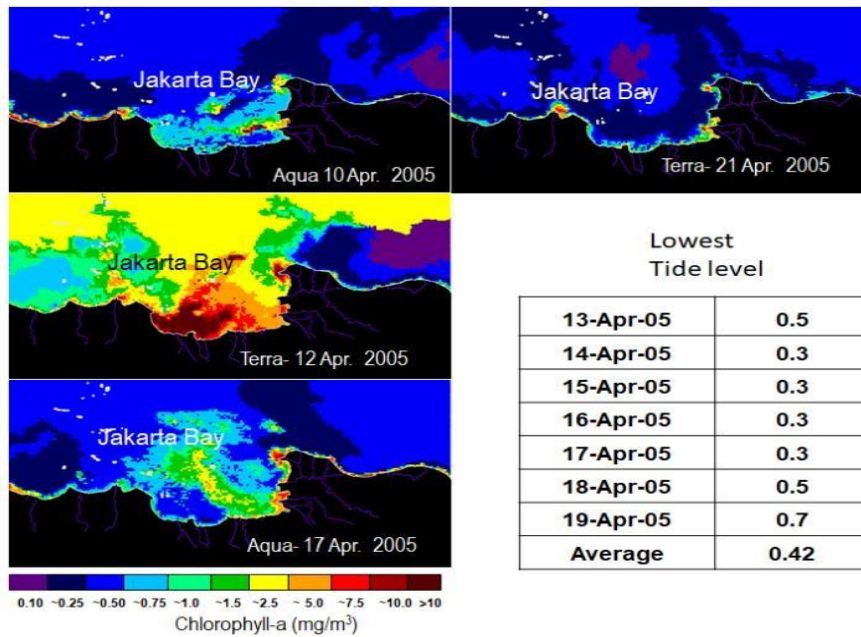 Jakarta Bay
Aqua 10 Apr. 2005
Jakarta Bay
Terra- 21 Apr. 2005
Jakarta Bay
Terra- 12 Apr. 2005
Jakarta Bay
Aqua- 17 Apr. 2005
0.10 ~0.25 ~0.50 ~0.75 ~1.0 ~1.5 ~2.5 ~ 5.0 ~7.5 ~10.0 >10
Chlorophyll-a (mg/m³)
Lowest
Tide level
13-Apr-05 0.5
14-Apr-05 0.3
15-Apr-05 0.3
16-Apr-05 0.3
17-Apr-05 0.3
18-Apr-05 0.5
19-Apr-05 0.7
Average 0.42